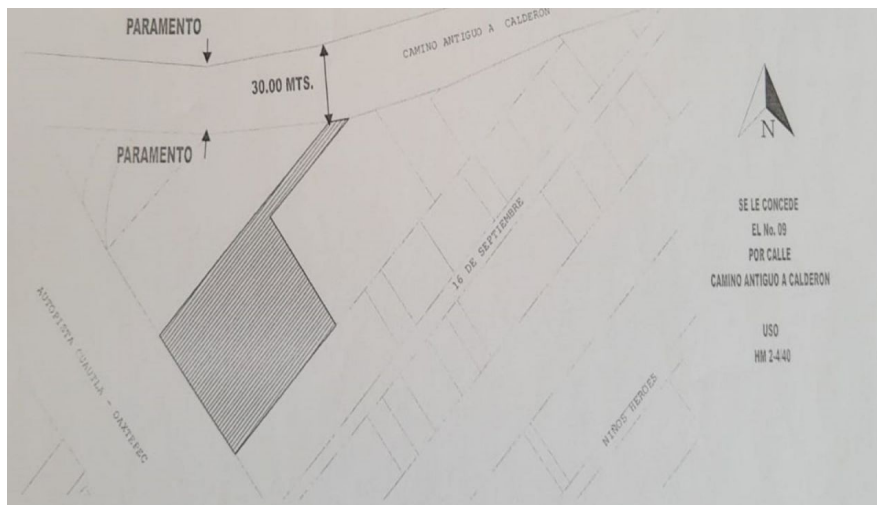 PARAMENTO
CAMINO ANTIGUO A CALDERON
30.00 MTS.
PARAMENTO
N
SE LE CONCEDE
EL No. 09
POR CALLE
CAMINO ANTIGUO A CALDERON
USO
HM 2-4/40
16 DE SEPTIEMBRE
AUTOPISTA CUAUTLA - OAXTEPEC
NIÑOS HEROES